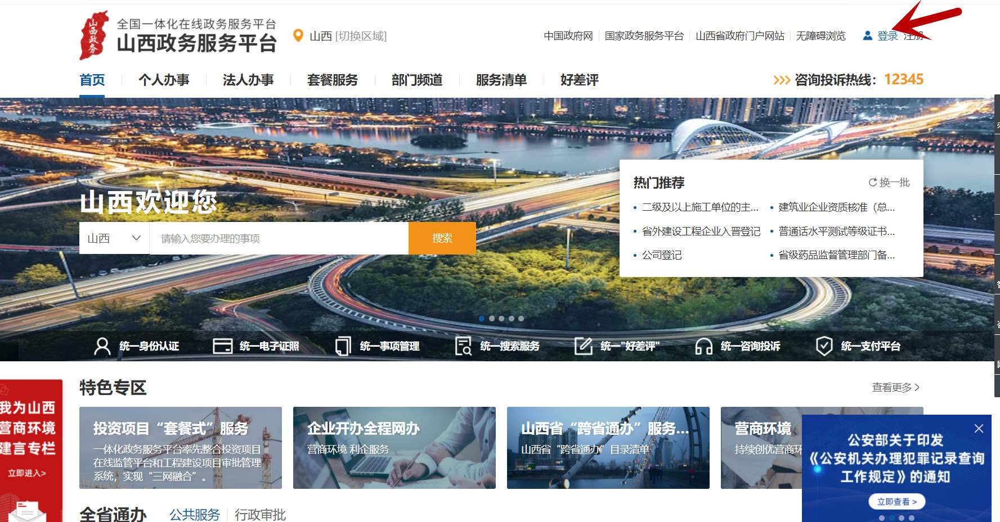 山西政务
全国一体化在线政务服务平台
山西政务服务平台
山西 [切换区域]
中国政府网 国家政务服务平台 山西省政府门户网站 无障碍浏览 登录 注册
首页 个人办事 法人办事 套餐服务 部门频道 服务清单 好差评
>>> 咨询投诉热线：12345
山西欢迎您
山西 请输入您要办理的事项 搜索
热门推荐 换一批
二级及以上施工单位的主... 建筑业企业资质核准（总...
省外建设工程企业入晋登记 普通话水平测试等级证书...
公司登记 省级药品监督管理部门备...
统一身份认证 统一电子证照 统一事项管理 统一搜索服务 统一"好差评" 统一咨询投诉 统一支付平台
特色专区 查看更多>
投资项目“套餐式”服务
一体化政务服务平台率先整合投资项目
在线监管平台和工程建设项目审批管理
系统，实现“三网融合”。
企业开办全程网办
营商环境 利企服务
山西省“跨省通办”服务...
山西省“跨省通办”目录清单
营商环境
持续创优营商环
我为山西
营商环境
建言专栏
立即进入>
公安部关于印发
《公安机关办理犯罪记录查询
工作规定》的通知
立即查看 >
全省通办 公共服务 行政审批